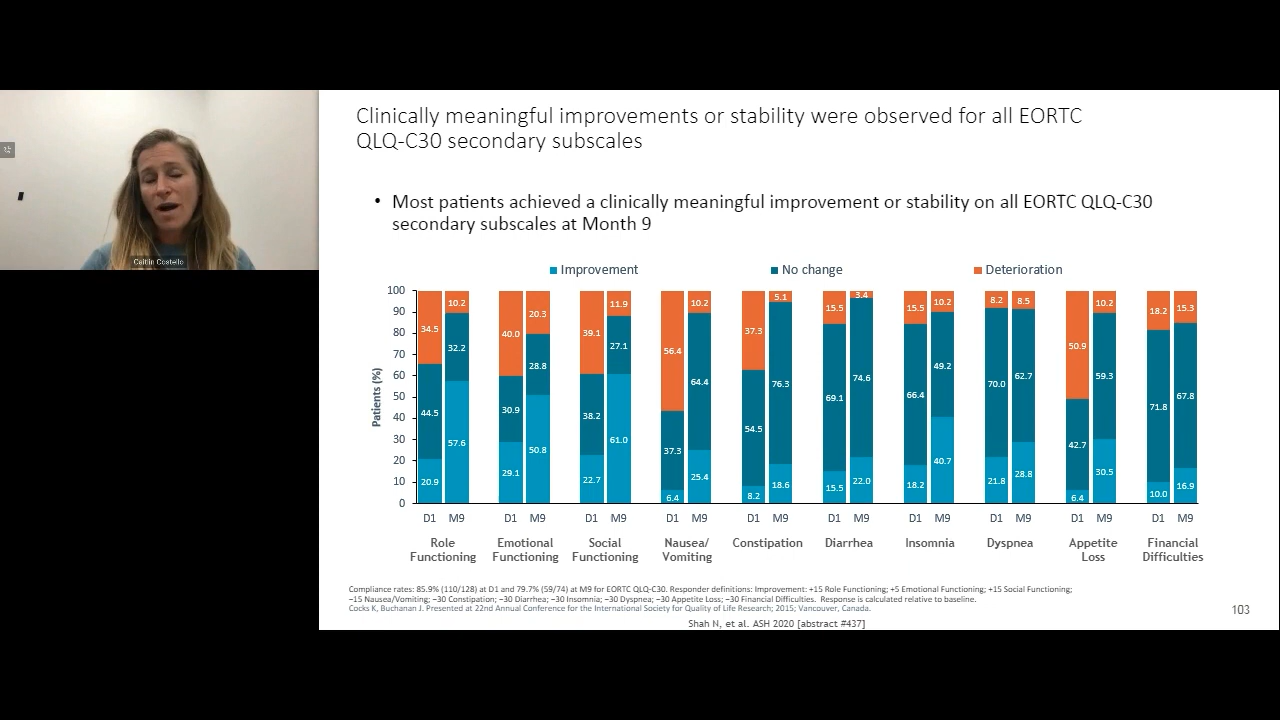 Clinically meaningful improvements or stability were observed for all EORTC
QLQ-C30 secondary subscales
• Most patients achieved a clinically meaningful improvement or stability on all EORTC QLQ-C30
secondary subscales at Month 9
Caitlin Costello
Improvement No change Deterioration
Patients (%)
100
90
80
70
60
50
40
30
20
10
0
34.5 10.2 40.0 20.3 39.1 11.9 56.4 10.2 37.3 5.1 15.5 3.4 15.5 10.2 8.2 8.5 50.9 10.2 18.2 15.3
44.5 32.2 30.9 28.8 38.2 27.1 37.3 64.4 54.5 76.3 69.1 74.6 66.4 49.2 70.0 62.7 42.7 59.3 71.8 67.8
20.9 57.6 29.1 50.8 22.7 61.0 6.4 25.4 8.2 18.6 15.5 22.0 18.2 40.7 21.8 28.8 6.4 30.5 10.0 16.9
D1 M9 D1 M9 D1 M9 D1 M9 D1 M9 D1 M9 D1 M9 D1 M9 D1 M9 D1 M9
Role Functioning
Emotional Functioning
Social Functioning
Nausea/ Vomiting
Constipation
Diarrhea
Insomnia
Dyspnea
Appetite Loss
Financial Difficulties
Compliance rates: 85.9% (110/128) at D1 and 79.7% (59/74) at M9 for EORTC QLQ-C30. Responder definitions: Improvement: +15 Role Functioning; +5 Emotional Functioning; +15 Social Functioning;
−15 Nausea/Vomiting; −30 Constipation; −30 Diarrhea; −30 Insomnia; −30 Dyspnea; −30 Appetite Loss; −30 Financial Difficulties. Response is calculated relative to baseline.
Cocks K, Buchanan J. Presented at 22nd Annual Conference for the International Society for Quality of Life Research; 2015; Vancouver, Canada.
103
Shah N, et al. ASH 2020 [abstract #437]